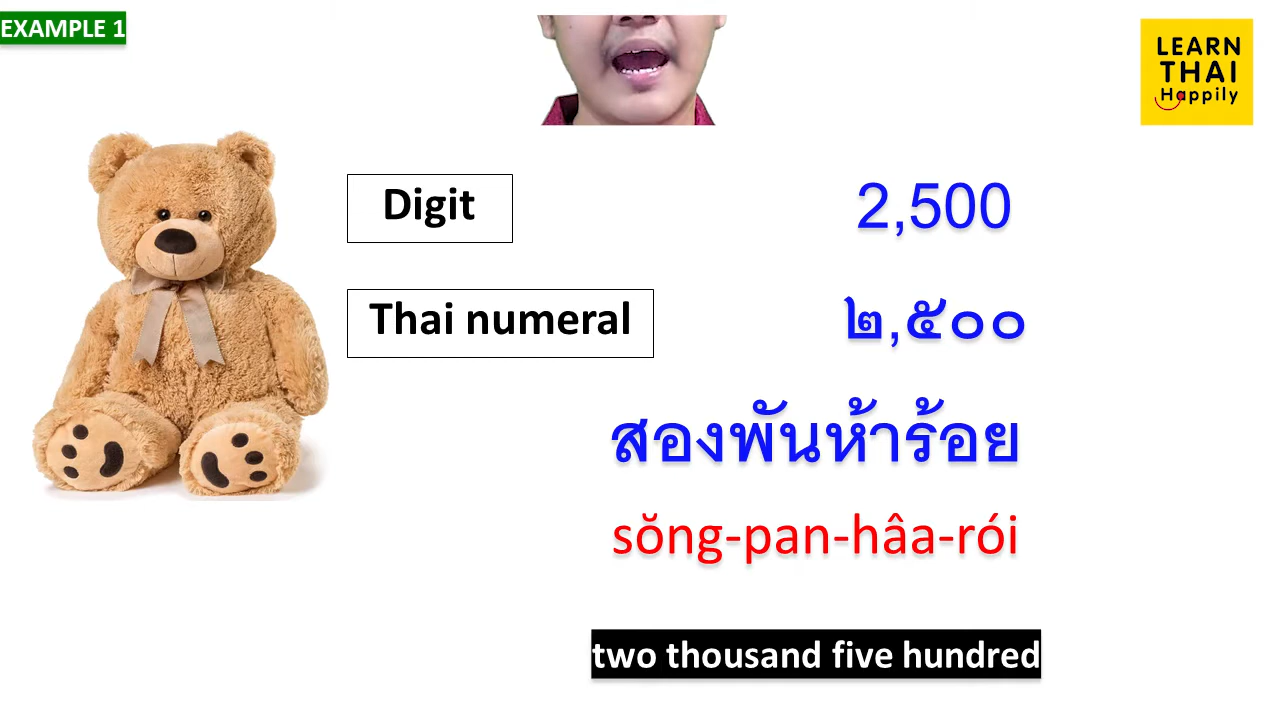 EXAMPLE 1
LEARN
THAI
Happily
Digit
2,500
Thai numeral
๒,๕๐๐
สองพันห้าร้อย
sŏng-pan-hâa-rói
two thousand five hundred